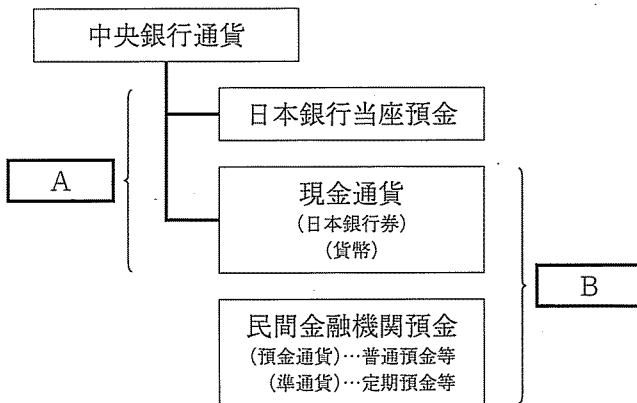 中央銀行通貨
日本銀行当座預金
A
現金通貨
(日本銀行券)
(貨幣)
B
民間金融機関預金
(預金通貨)…普通預金等
(準通貨)…定期預金等